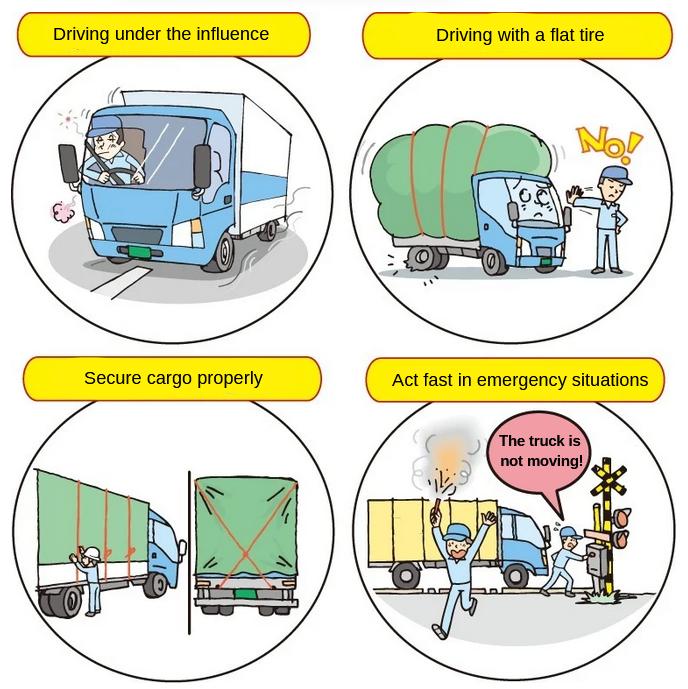 Driving under the influence
Driving with a flat tire
NO!
Secure cargo properly
Act fast in emergency situations
The truck is
not moving!